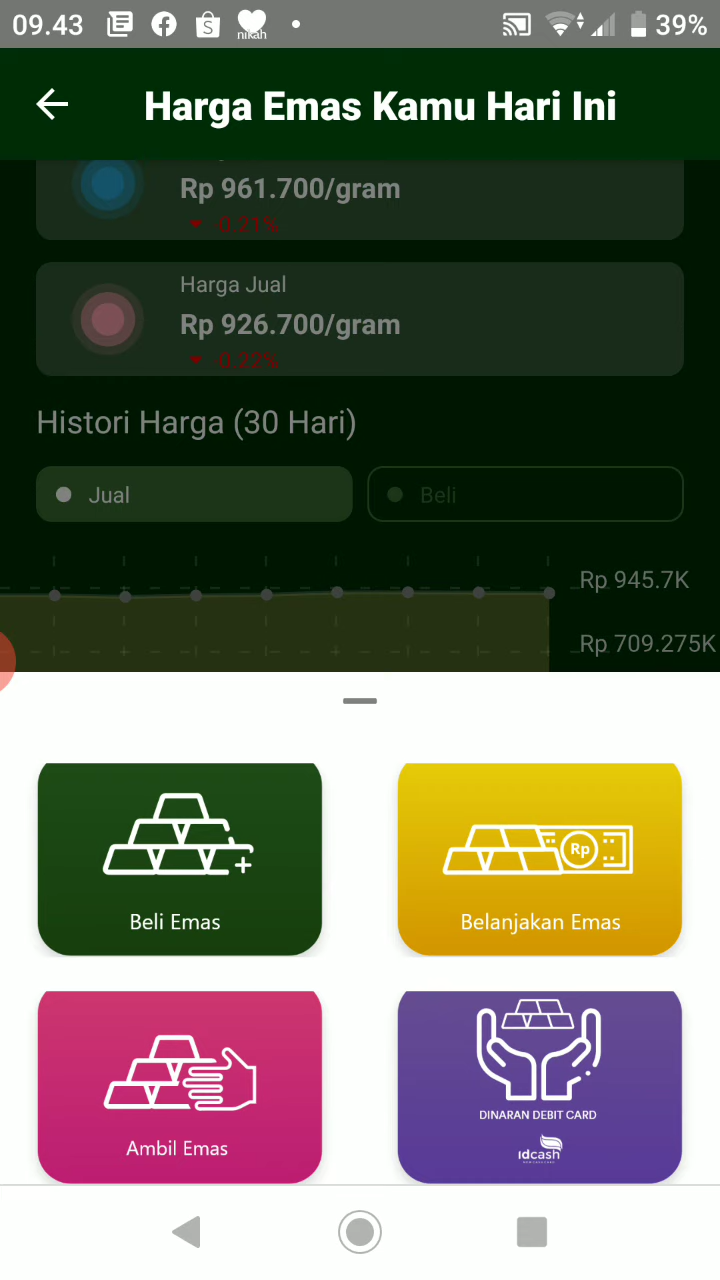 09.43
S
nikah
39%
Harga Emas Kamu Hari Ini
Rp 961.700/gram
-0.21%
Harga Jual
Rp 926.700/gram
-0.22%
Histori Harga (30 Hari)
Jual
Beli
Rp 945.7K
Rp 709.275K
Rp
Beli Emas
Belanjakan Emas
Ambil Emas
DINARAN DEBIT CARD
idcash